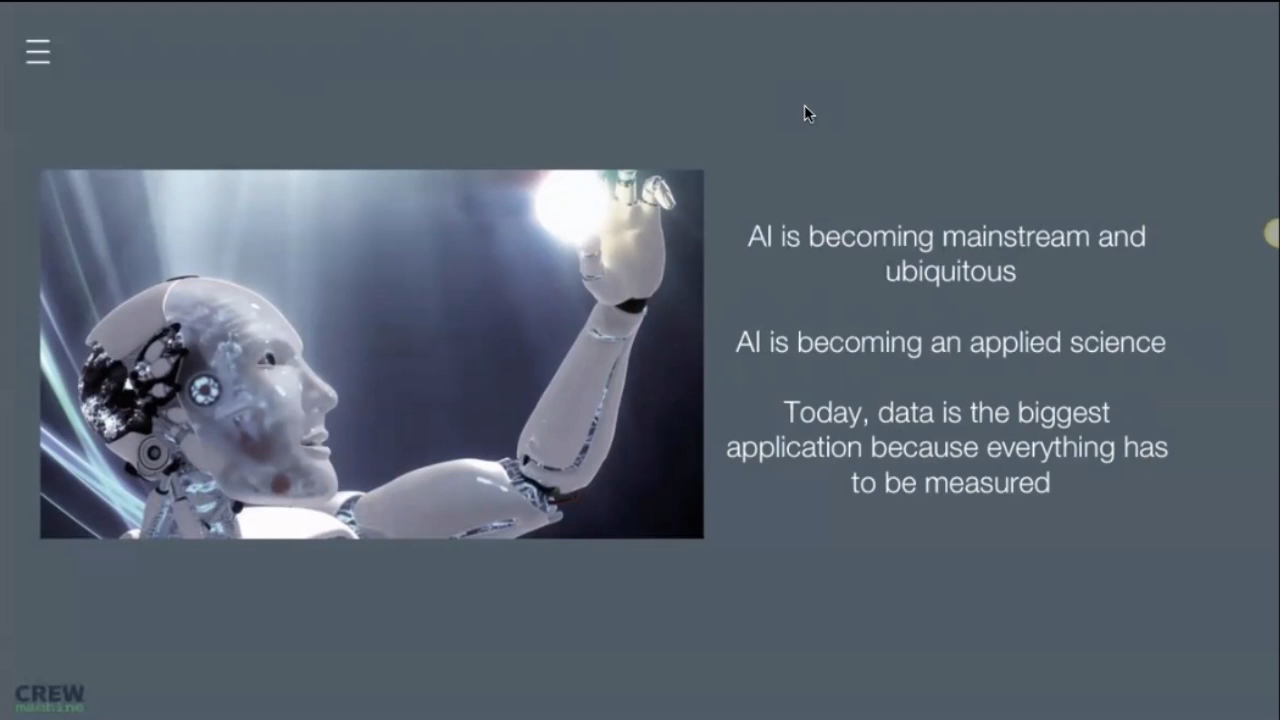 AI is becoming mainstream and
ubiquitous
AI is becoming an applied science
Today, data is the biggest
application because everything has
to be measured
CREW
machine